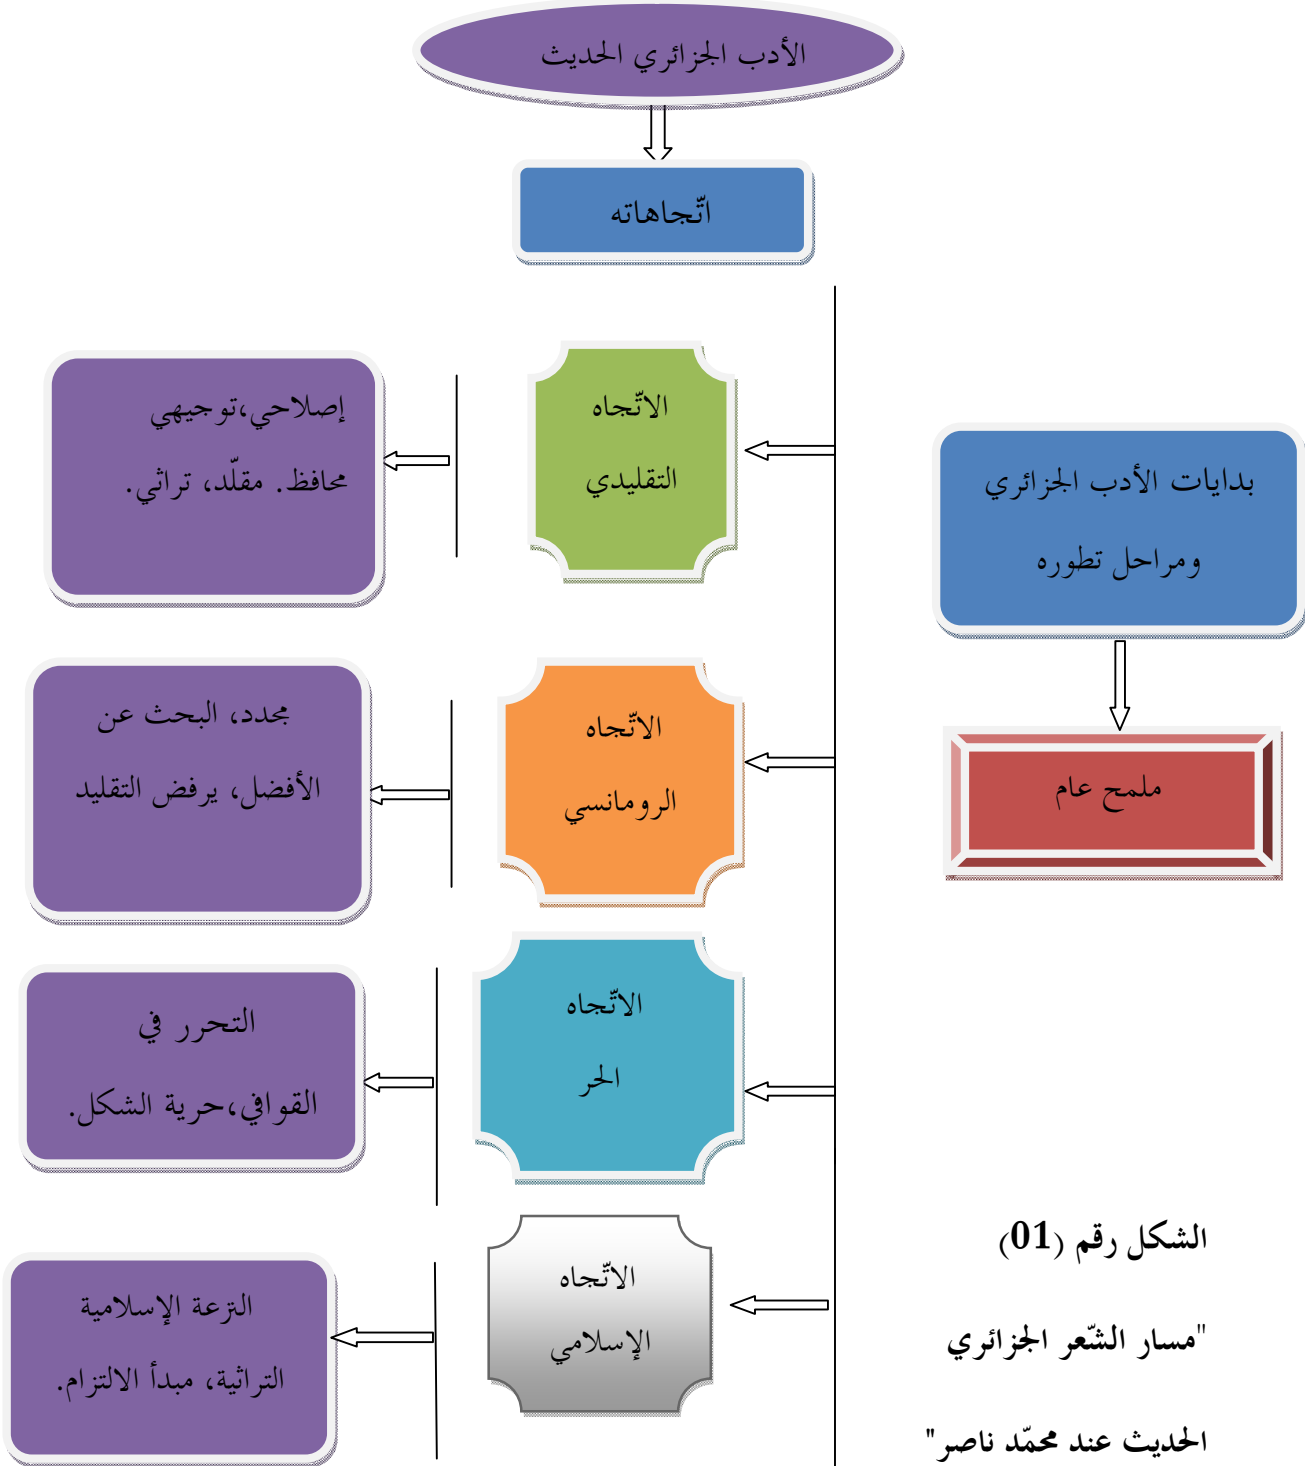 الأدب الجزائري الحديث
اتّجاهاته
بدايات الأدب الجزائري
ومراحل تطوره
ملمح عام
الاتّجاه
التقليدي
إصلاحي،توجيهي
محافظ. مقلّد، تراثي.
الاتّجاه
الرومانسي
مجدد، البحث عن
الأفضل، يرفض التقليد
الاتّجاه
الحر
التحرر في
القوافي،حرية الشكل.
الاتّجاه
الإسلامي
النزعة الإسلامية
التراثية، مبدأ الالتزام.
الشكل رقم (01)
"مسار الشّعر الجزائري
الحديث عند محمّد ناصر"